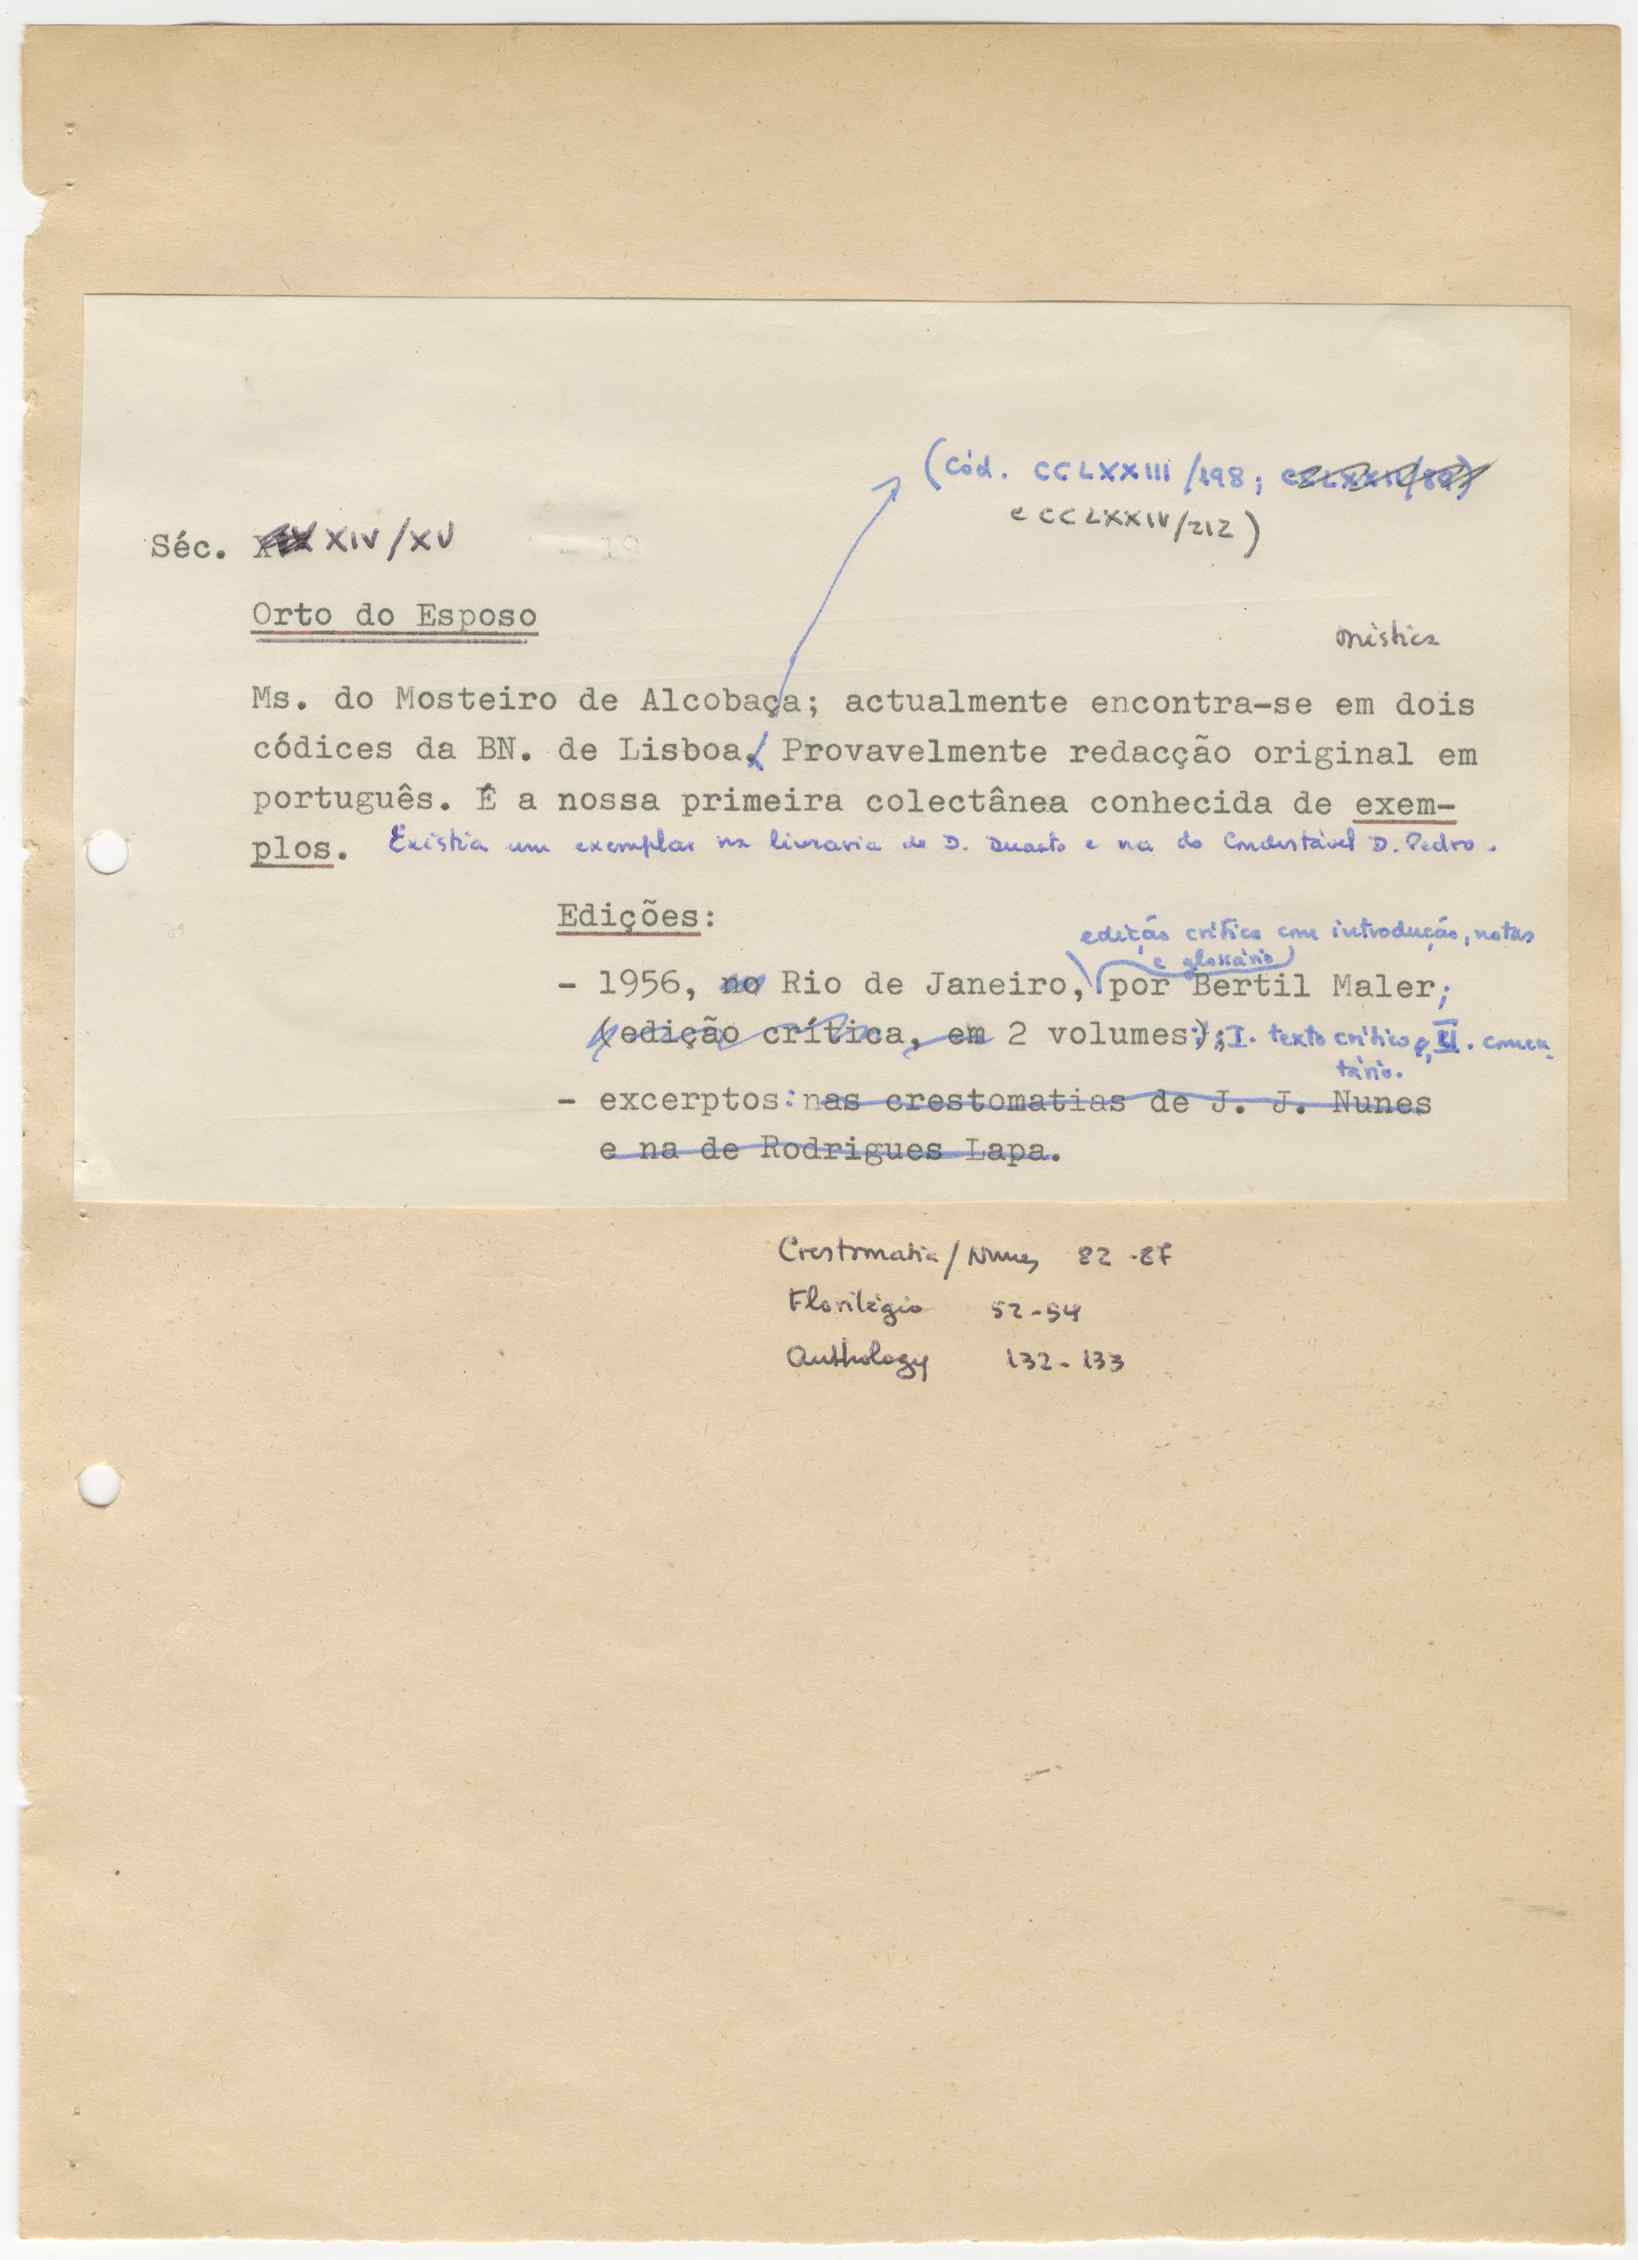 (Cód. CCLXXIII/198;
e CCLXXIV/212)
Séc. XIV/XV
Orto do Esposo
mística
Ms. do Mosteiro de Alcobaça; actualmente encontra-se em dois
códices da BN. de Lisboa. Provavelmente redacção original em
português. É a nossa primeira colectânea conhecida de exem-
plos. Existia um exemplar na livraria de D. Duarte e na do Condestável D. Pedro.
Edições:
edição crítica com introdução, notas
e glossário
- 1956, no Rio de Janeiro, por Bertil Maler;
(edição crítica, em 2 volumes); I. texto crítico, II. comen-
tário.
- excerptos: nas crestomatias de J. J. Nunes
e na de Rodrigues Lapa.
Crestomatia/Nunes 82-87
Florilégio 52-54
Anthology 132-133